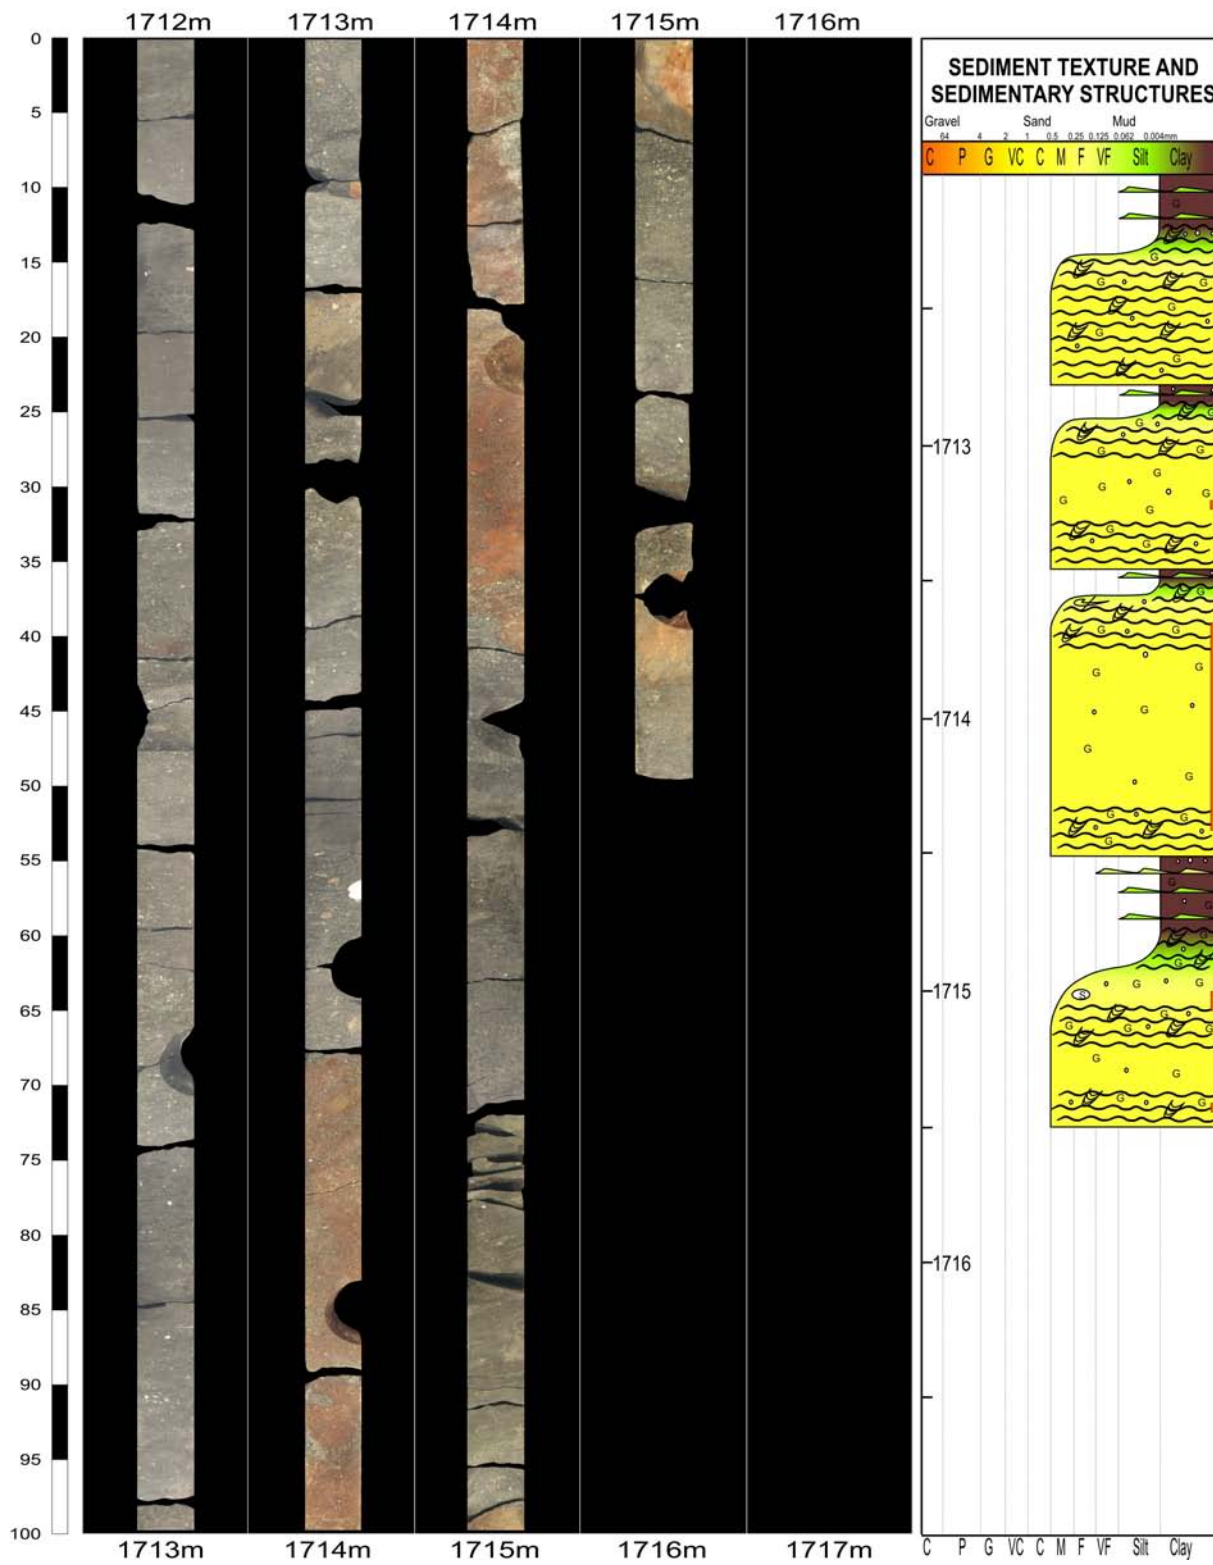 1712m 1713m 1714m 1715m 1716m
0
5
10
15
20
25
30
35
40
45
50
55
60
65
70
75
80
85
90
95
100
1713m 1714m 1715m 1716m 1717m
SEDIMENT TEXTURE AND
SEDIMENTARY STRUCTURES
Gravel Sand Mud
64 4 2 1 0.5 0.25 0.125 0.062 0.004mm
C P G VC C M F VF Silt Clay
1713
1714
1715
S
1716
C P G VC C M F VF Silt Clay